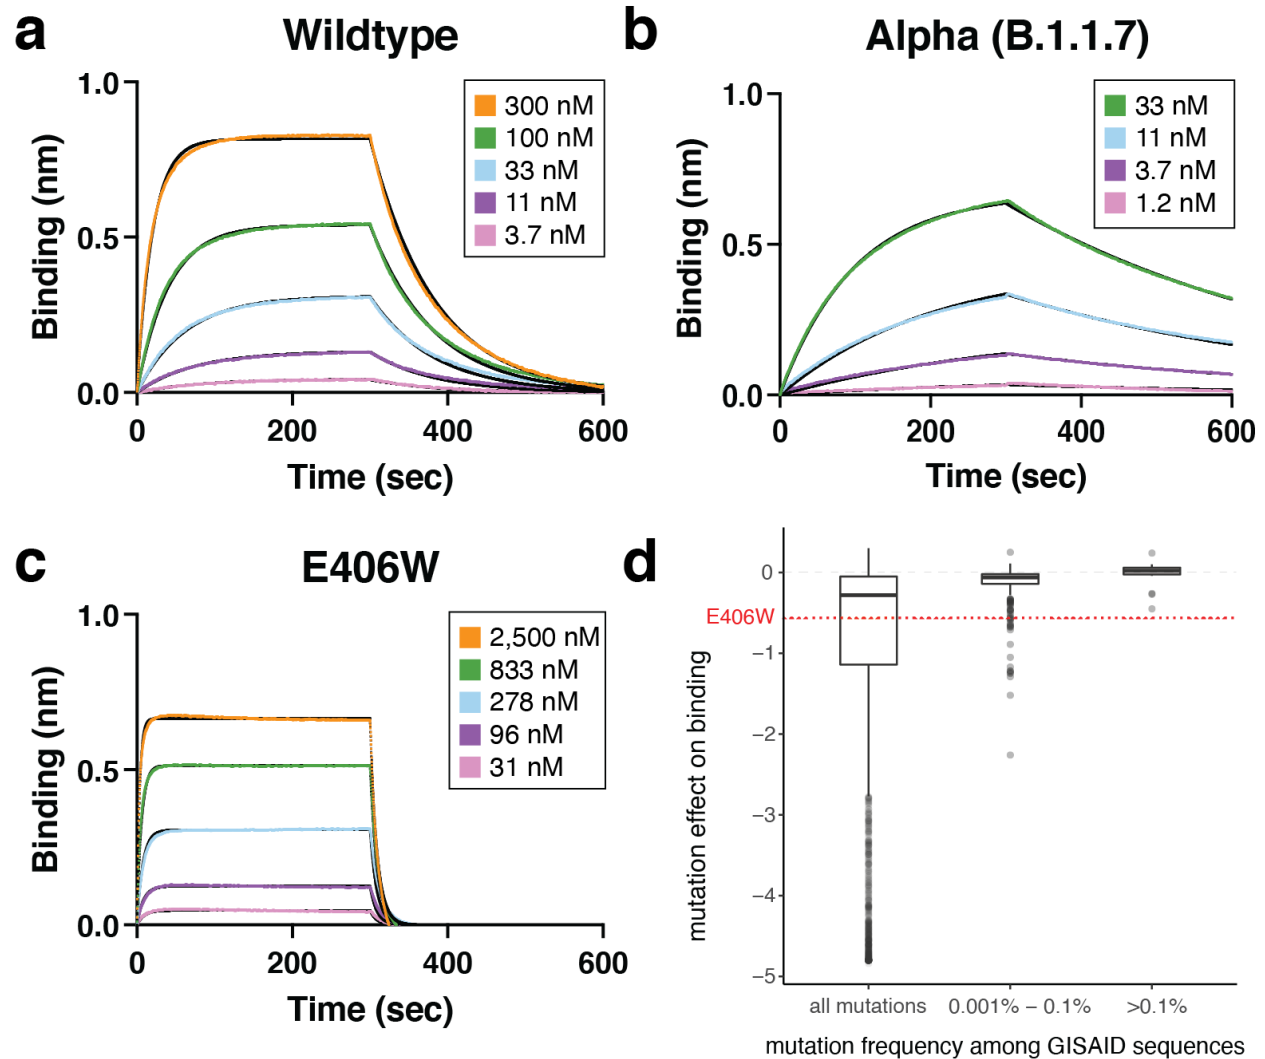 a
Wildtype
1.0
0.5
0.0
Binding (nm)
300 nM
100 nM
33 nM
11 nM
3.7 nM
0
200
400
600
Time (sec)
b
Alpha (B.1.1.7)
1.0
0.5
0.0
Binding (nm)
33 nM
11 nM
3.7 nM
1.2 nM
0
200
400
600
Time (sec)
c
E406W
1.0
0.5
0.0
Binding (nm)
2,500 nM
833 nM
278 nM
96 nM
31 nM
0
200
400
600
Time (sec)
d
0
E406W
−1
−2
−3
−4
−5
mutation effect on binding
all mutations
0.001% − 0.1%
>0.1%
mutation frequency among GISAID sequences